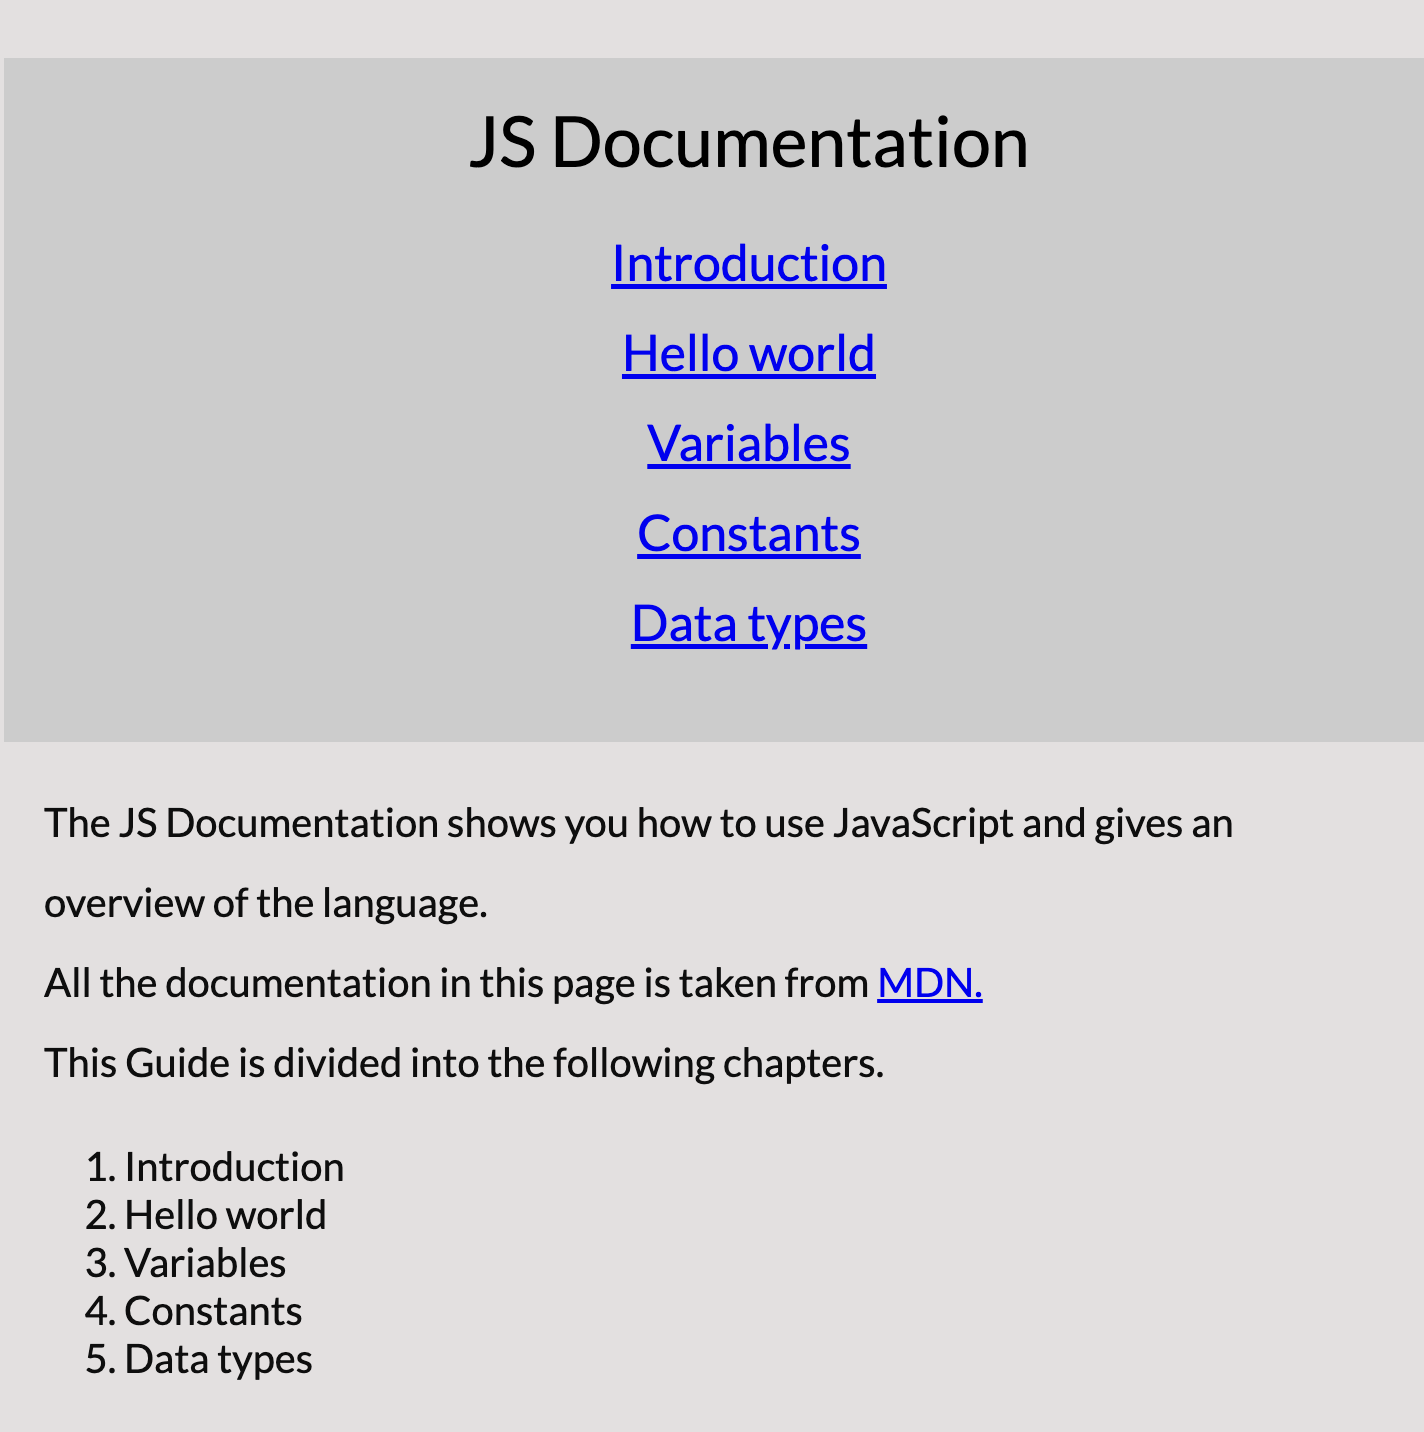 JS Documentation
Introduction
Hello world
Variables
Constants
Data types
The JS Documentation shows you how to use JavaScript and gives an
overview of the language.
All the documentation in this page is taken from MDN.
This Guide is divided into the following chapters.
1. Introduction
2. Hello world
3. Variables
4. Constants
5. Data types